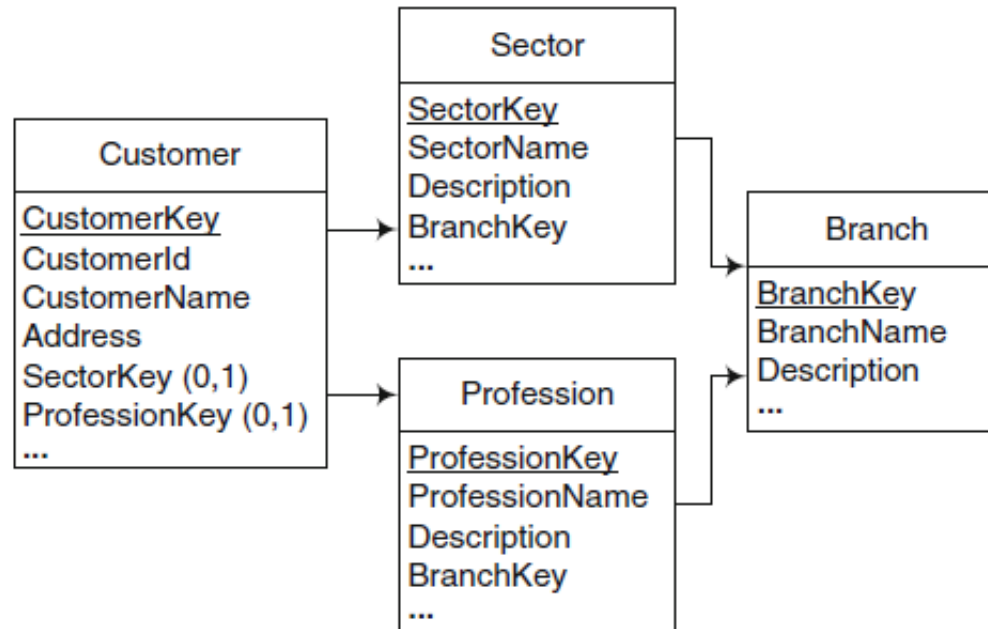 Customer
CustomerKey
CustomerId
CustomerName
Address
SectorKey (0,1)
ProfessionKey (0,1)
...
Sector
SectorKey
SectorName
Description
BranchKey
...
Profession
ProfessionKey
ProfessionName
Description
BranchKey
...
Branch
BranchKey
BranchName
Description
...